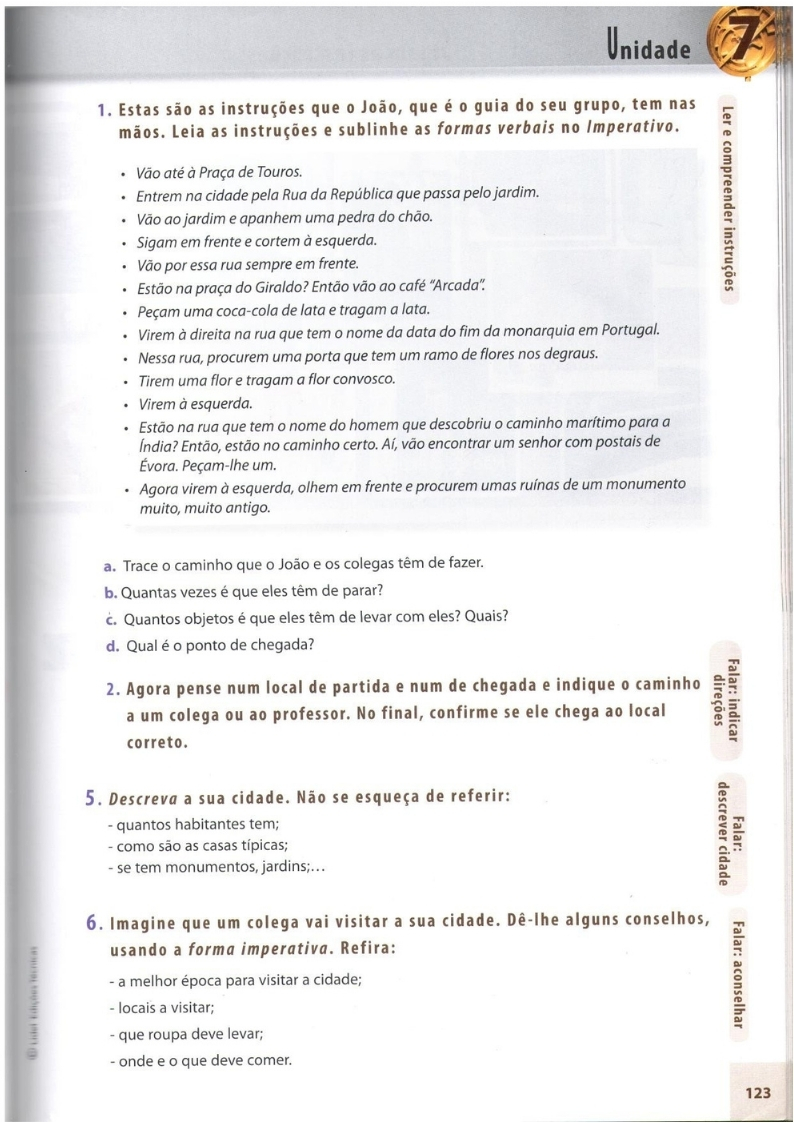 Unidade 7
1. Estas são as instruções que o João, que é o guia do seu grupo, tem nas
mãos. Leia as instruções e sublinhe as formas verbais no Imperativo.
• Vão até à Praça de Touros.
• Entrem na cidade pela Rua da República que passa pelo jardim.
• Vão ao jardim e apanhem uma pedra do chão.
• Sigam em frente e cortem à esquerda.
• Vão por essa rua sempre em frente.
• Estão na praça do Giraldo? Então vão ao café "Arcada".
• Peçam uma coca-cola de lata e tragam a lata.
• Virem à direita na rua que tem o nome da data do fim da monarquia em Portugal.
• Nessa rua, procurem uma porta que tem um ramo de flores nos degraus.
• Tirem uma flor e tragam a flor convosco.
• Virem à esquerda.
• Estão na rua que tem o nome do homem que descobriu o caminho marítimo para a
Índia? Então, estão no caminho certo. Aí, vão encontrar um senhor com postais de
Évora. Peçam-lhe um.
• Agora virem à esquerda, olhem em frente e procurem umas ruínas de um monumento
muito, muito antigo.
Ler e compreender instruções
a. Trace o caminho que o João e os colegas têm de fazer.
b. Quantas vezes é que eles têm de parar?
c. Quantos objetos é que eles têm de levar com eles? Quais?
d. Qual é o ponto de chegada?
2. Agora pense num local de partida e num de chegada e indique o caminho
a um colega ou ao professor. No final, confirme se ele chega ao local
correto.
Falar: indicar
direções
5. Descreva a sua cidade. Não se esqueça de referir:
- quantos habitantes tem;
- como são as casas típicas;
- se tem monumentos, jardins;...
Falar:
descrever cidade
6. Imagine que um colega vai visitar a sua cidade. Dê-lhe alguns conselhos,
usando a forma imperativa. Refira:
- a melhor época para visitar a cidade;
- locais a visitar;
- que roupa deve levar;
- onde e o que deve comer.
Falar: aconselhar
© Lidel Edições Técnicas
123